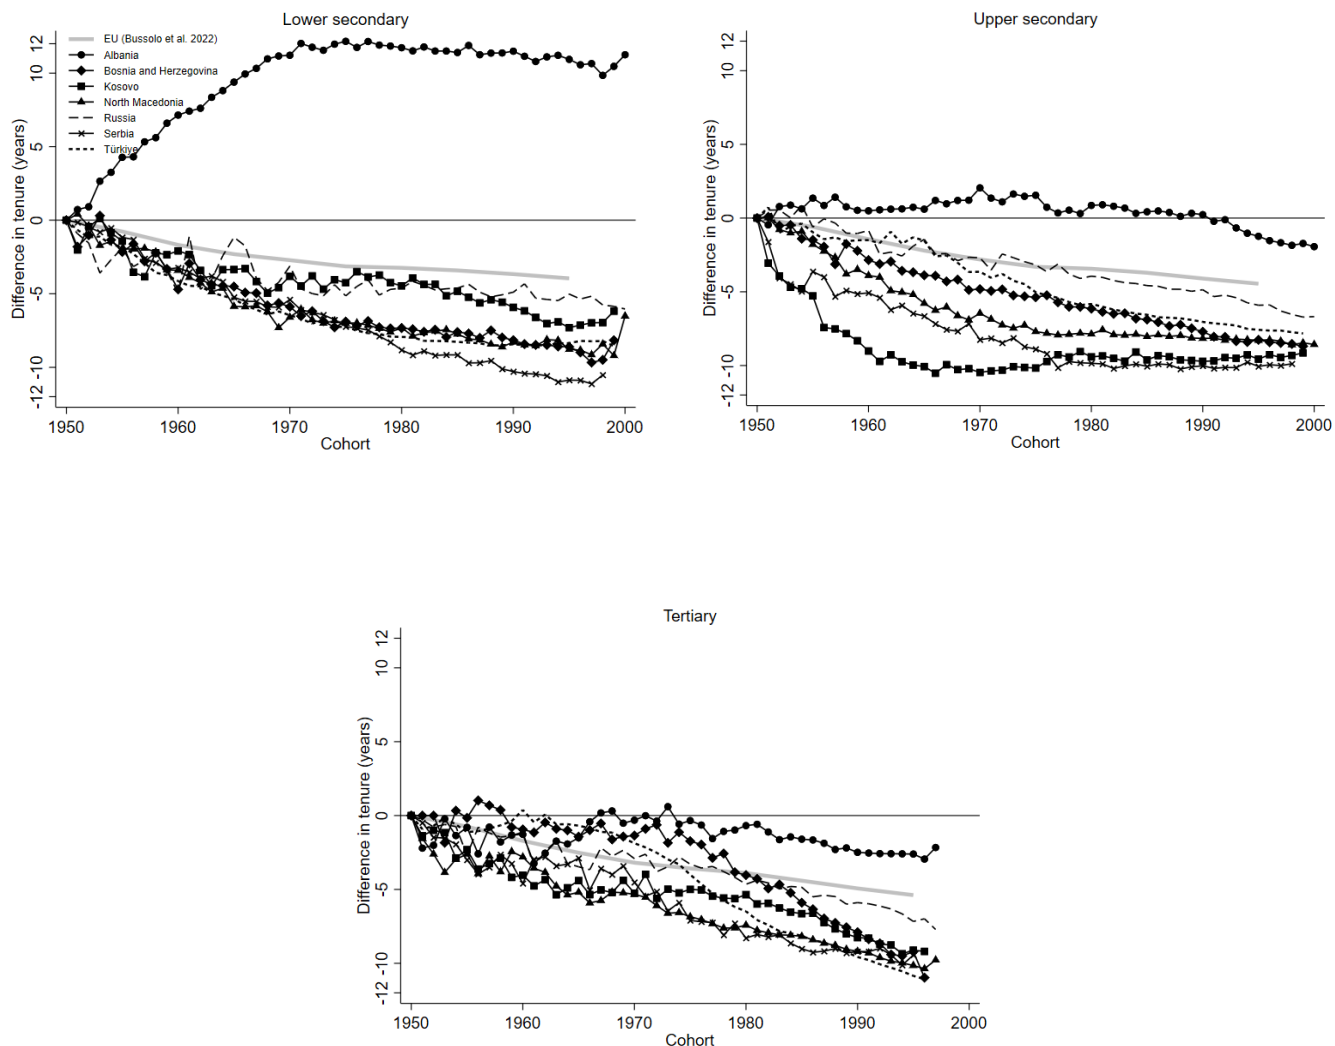 Lower secondary
EU (Bussolo et al. 2022)
Albania
Bosnia and Herzegovina
Kosovo
North Macedonia
Russia
Serbia
Türkiye
Difference in tenure (years)
12
10
5
0
-5
-10
-12
1950 1960 1970 1980 1990 2000
Cohort
Upper secondary
Difference in tenure (years)
12
10
5
0
-5
-10
-12
1950 1960 1970 1980 1990 2000
Cohort
Tertiary
Difference in tenure (years)
12
10
5
0
-5
-10
-12
1950 1960 1970 1980 1990 2000
Cohort